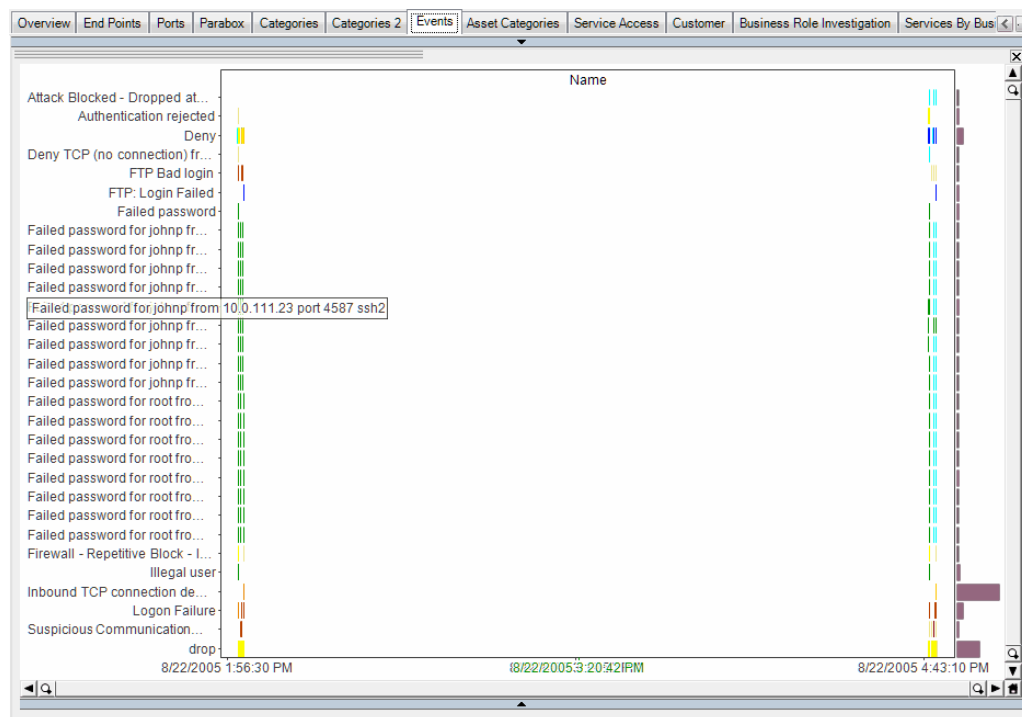 Overview End Points Ports Parabox Categories Categories 2 Events Asset Categories Service Access Customer Business Role Investigation Services By Busi
Name
Attack Blocked - Dropped at...
Authentication rejected
Deny
Deny TCP (no connection) fr...
FTP Bad login
FTP: Login Failed
Failed password
Failed password for johnp fr...
Failed password for johnp fr...
Failed password for johnp fr...
Failed password for johnp fr...
Failed password for johnp from 10.0.111.23 port 4587 ssh2
Failed password for johnp fr...
Failed password for johnp fr...
Failed password for johnp fr...
Failed password for johnp fr...
Failed password for root fro...
Failed password for root fro...
Failed password for root fro...
Failed password for root fro...
Failed password for root fro...
Failed password for root fro...
Failed password for root fro...
Failed password for root fro...
Firewall - Repetitive Block - I...
Illegal user
Inbound TCP connection de...
Logon Failure
Suspicious Communication...
drop
8/22/2005 1:56:30 PM 8/22/2005 3:20:42 PM 8/22/2005 4:43:10 PM